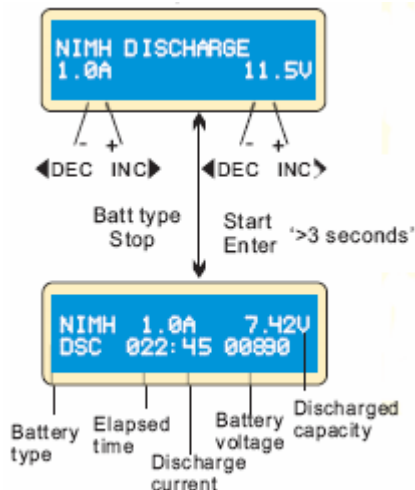 NIMH DISCHARGE
1.0A 11.5V
- + - +
◀DEC INC▶ ◀DEC INC>
Batt type Start
Stop Enter '>3 seconds'
NIMH 1.0A 7.42V
DSC 022:45 00890
Battery type
Elapsed time
Discharge current
Battery voltage
Discharged capacity